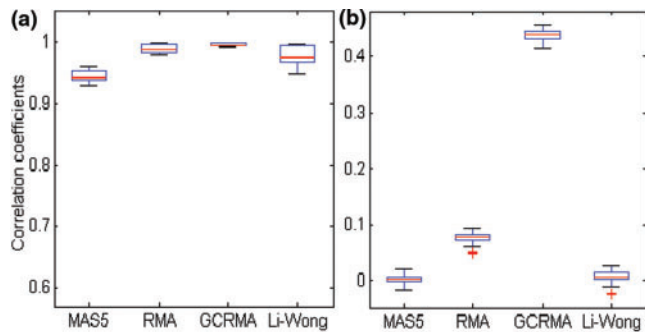 (a)
(b)
Correlation coefficients
1
0.9
0.8
0.7
0.6
MAS5 RMA GCRMA Li-Wong
0.4
0.3
0.2
0.1
0
MAS5 RMA GCRMA Li-Wong